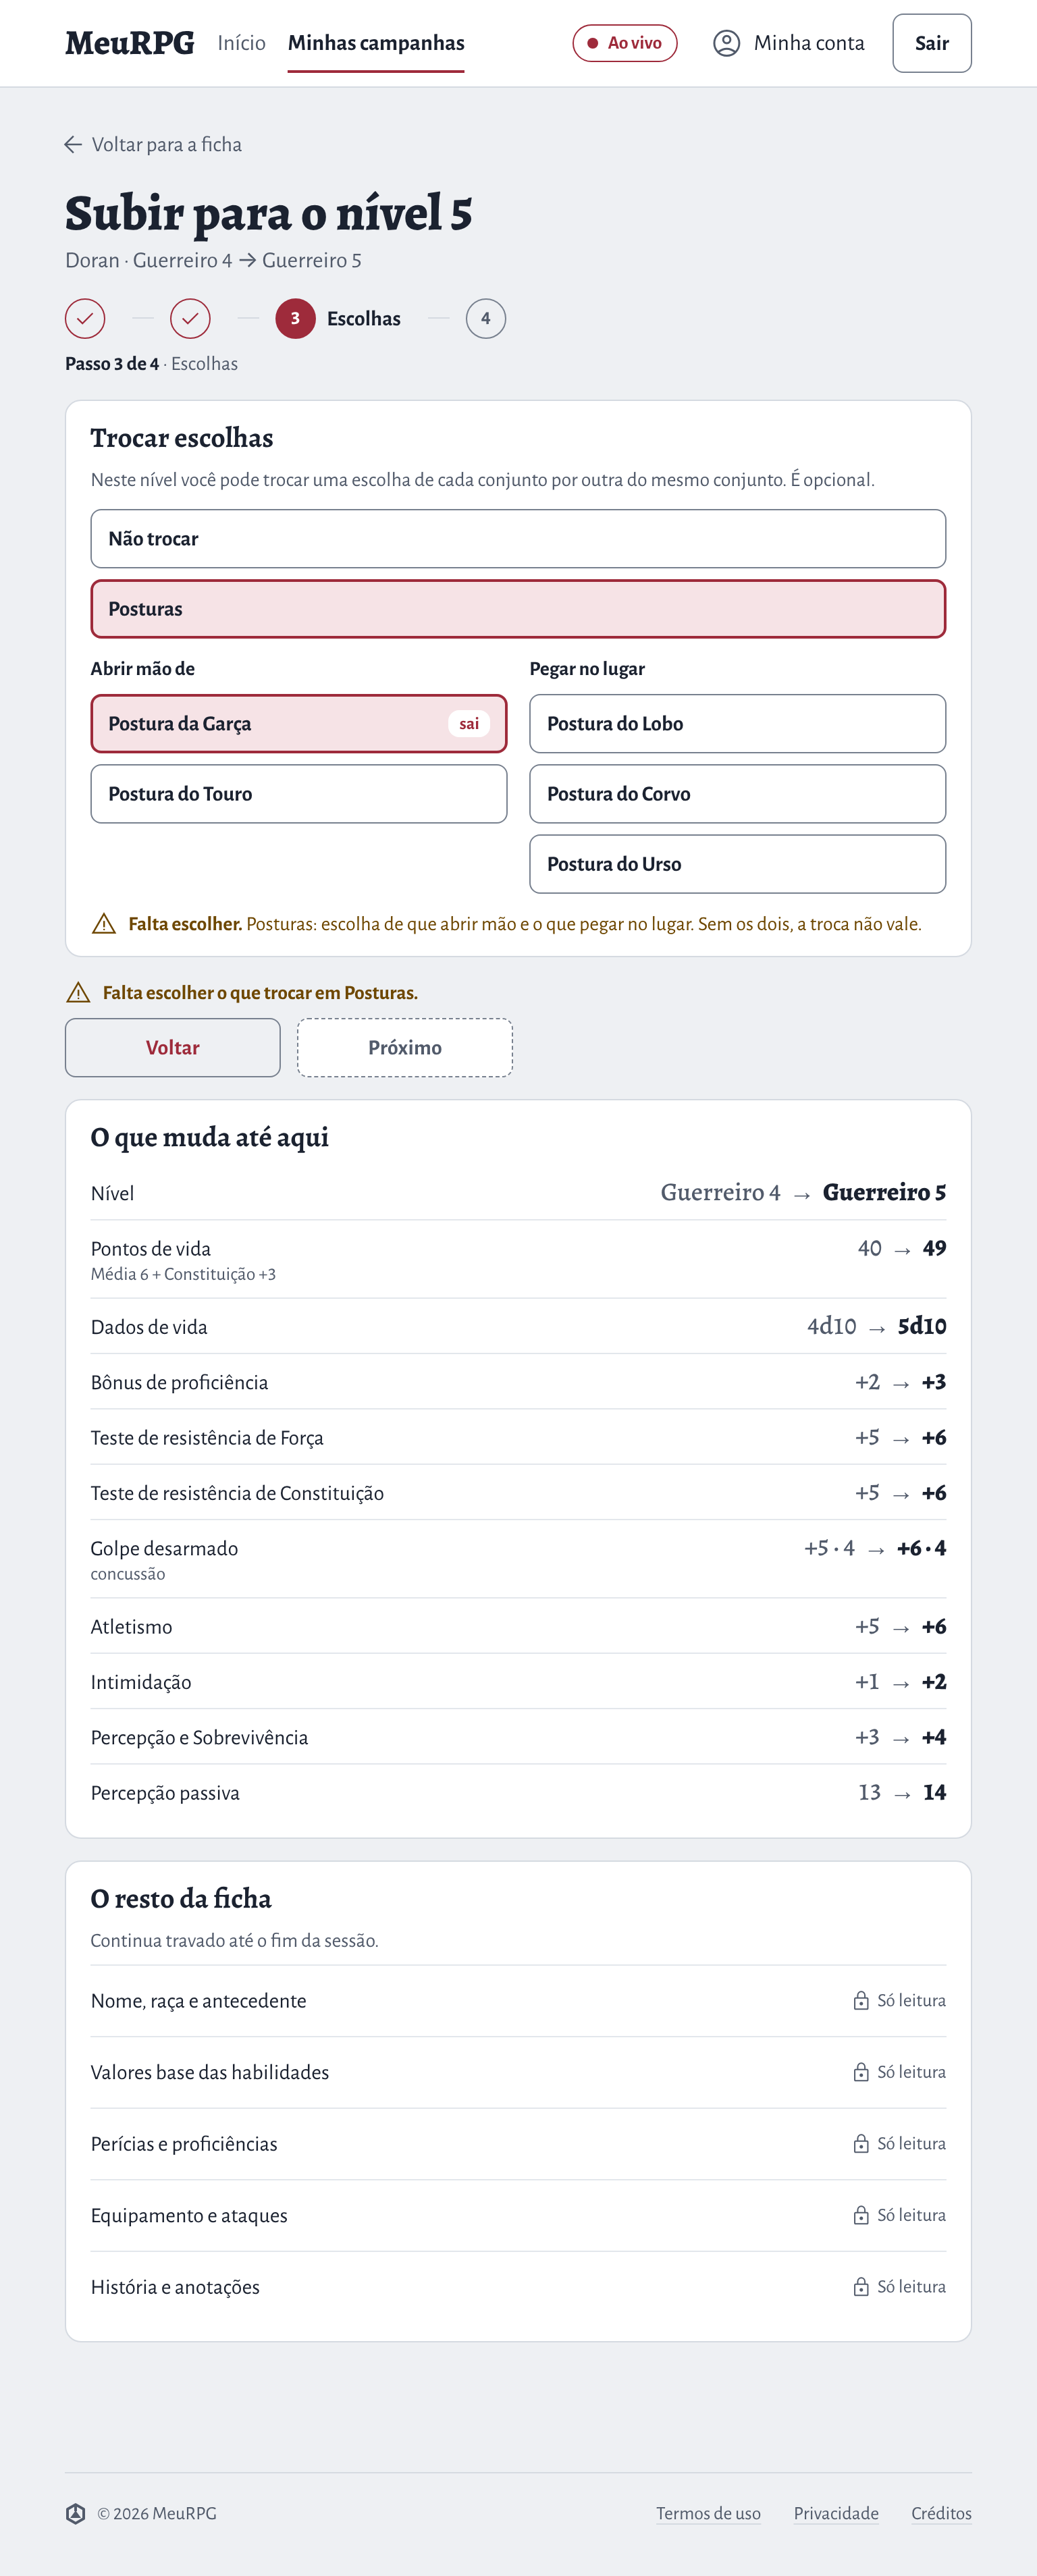 MeuRPG Início Minhas campanhas Ao vivo Minha conta Sair
Voltar para a ficha
Subir para o nível 5
Doran · Guerreiro 4 → Guerreiro 5
3 Escolhas 4
Passo 3 de 4 · Escolhas
Trocar escolhas
Neste nível você pode trocar uma escolha de cada conjunto por outra do mesmo conjunto. É opcional.
Não trocar
Posturas
Abrir mão de
Postura da Garça sai
Postura do Touro
Pegar no lugar
Postura do Lobo
Postura do Corvo
Postura do Urso
Falta escolher. Posturas: escolha de que abrir mão e o que pegar no lugar. Sem os dois, a troca não vale.
Falta escolher o que trocar em Posturas.
Voltar Próximo
O que muda até aqui
Nível Guerreiro 4 → Guerreiro 5
Pontos de vida 40 → 49
Média 6 + Constituição +3
Dados de vida 4d10 → 5d10
Bônus de proficiência +2 → +3
Teste de resistência de Força +5 → +6
Teste de resistência de Constituição +5 → +6
Golpe desarmado +5 · 4 → +6 · 4
concussão
Atletismo +5 → +6
Intimidação +1 → +2
Percepção e Sobrevivência +3 → +4
Percepção passiva 13 → 14
O resto da ficha
Continua travado até o fim da sessão.
Nome, raça e antecedente Só leitura
Valores base das habilidades Só leitura
Perícias e proficiências Só leitura
Equipamento e ataques Só leitura
História e anotações Só leitura
© 2026 MeuRPG Termos de uso Privacidade Créditos